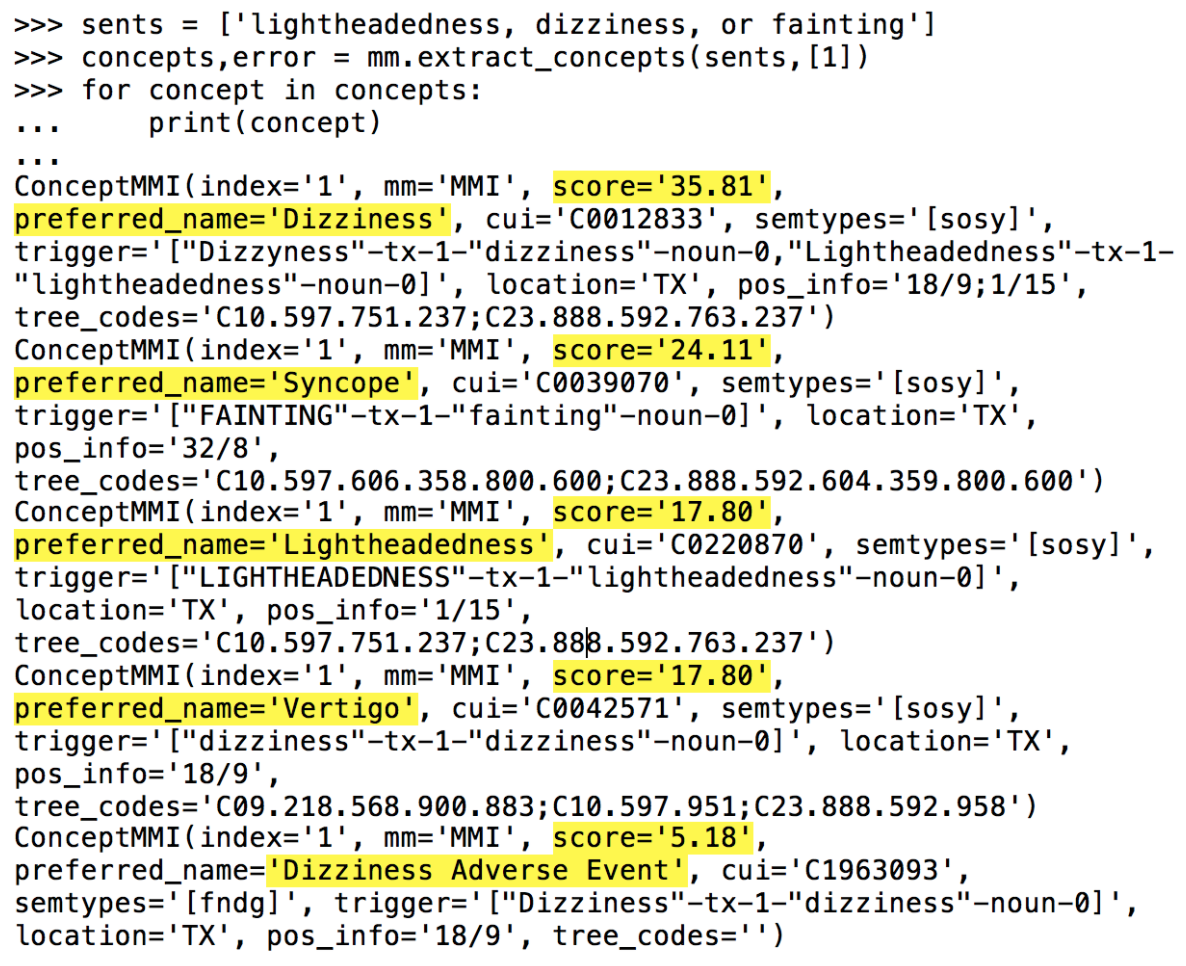 >>> sents = ['lightheadedness, dizziness, or fainting']
>>> concepts,error = mm.extract_concepts(sents,[1])
>>> for concept in concepts:
...     print(concept)
...
ConceptMMI(index='1', mm='MMI', score='35.81',
preferred_name='Dizziness', cui='C0012833', semtypes='[sosy]',
trigger='["Dizzyness"-tx-1-"dizziness"-noun-0,"Lightheadedness"-tx-1-
"lightheadedness"-noun-0]', location='TX', pos_info='18/9;1/15',
tree_codes='C10.597.751.237;C23.888.592.763.237')
ConceptMMI(index='1', mm='MMI', score='24.11',
preferred_name='Syncope', cui='C0039070', semtypes='[sosy]',
trigger='["FAINTING"-tx-1-"fainting"-noun-0]', location='TX',
pos_info='32/8',
tree_codes='C10.597.606.358.800.600;C23.888.592.604.359.800.600')
ConceptMMI(index='1', mm='MMI', score='17.80',
preferred_name='Lightheadedness', cui='C0220870', semtypes='[sosy]',
trigger='["LIGHTHEADEDNESS"-tx-1-"lightheadedness"-noun-0]',
location='TX', pos_info='1/15',
tree_codes='C10.597.751.237;C23.888.592.763.237')
ConceptMMI(index='1', mm='MMI', score='17.80',
preferred_name='Vertigo', cui='C0042571', semtypes='[sosy]',
trigger='["dizziness"-tx-1-"dizziness"-noun-0]', location='TX',
pos_info='18/9',
tree_codes='C09.218.568.900.883;C10.597.951;C23.888.592.958')
ConceptMMI(index='1', mm='MMI', score='5.18',
preferred_name='Dizziness Adverse Event', cui='C1963093',
semtypes='[fndg]', trigger='["Dizziness"-tx-1-"dizziness"-noun-0]',
location='TX', pos_info='18/9', tree_codes='')